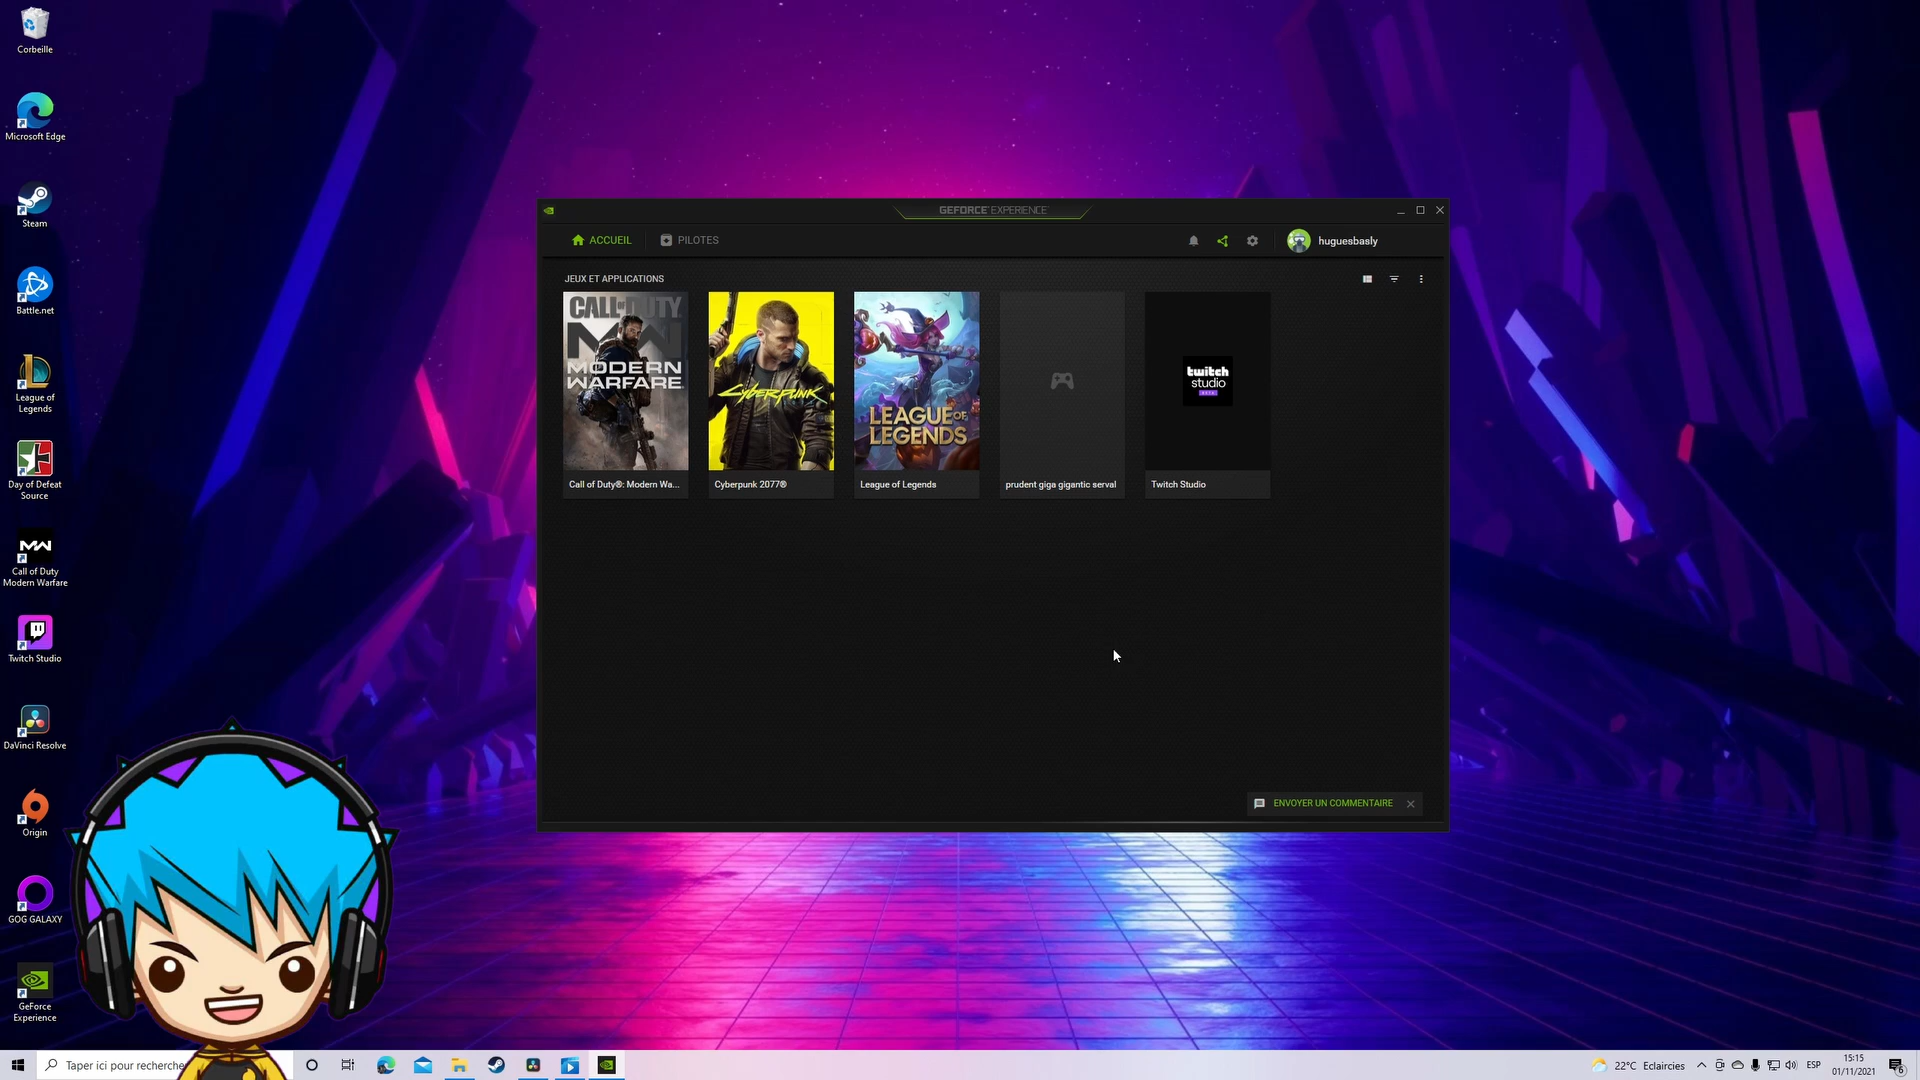 Corbeille
Microsoft Edge
Steam
Battle.net
League of
Legends
Day of Defeat
Source
Call of Duty
Modern Warfare
Twitch Studio
DaVinci Resolve
Origin
GOG GALAXY
GeForce
Experience
GEFORCE EXPERIENCE
ACCUEIL
PILOTES
huguesbasly
JEUX ET APPLICATIONS
CALL OF DUTY
MW
MODERN
WARFARE
CYBERPUNK
LEAGUE OF
LEGENDS
twitch
studio
BETA
Call of Duty®: Modern Wa...
Cyberpunk 2077®
League of Legends
prudent giga gigantic serval
Twitch Studio
ENVOYER UN COMMENTAIRE
Taper ici pour recherche
22°C Eclaircies
ESP
15:15
01/11/2021
6